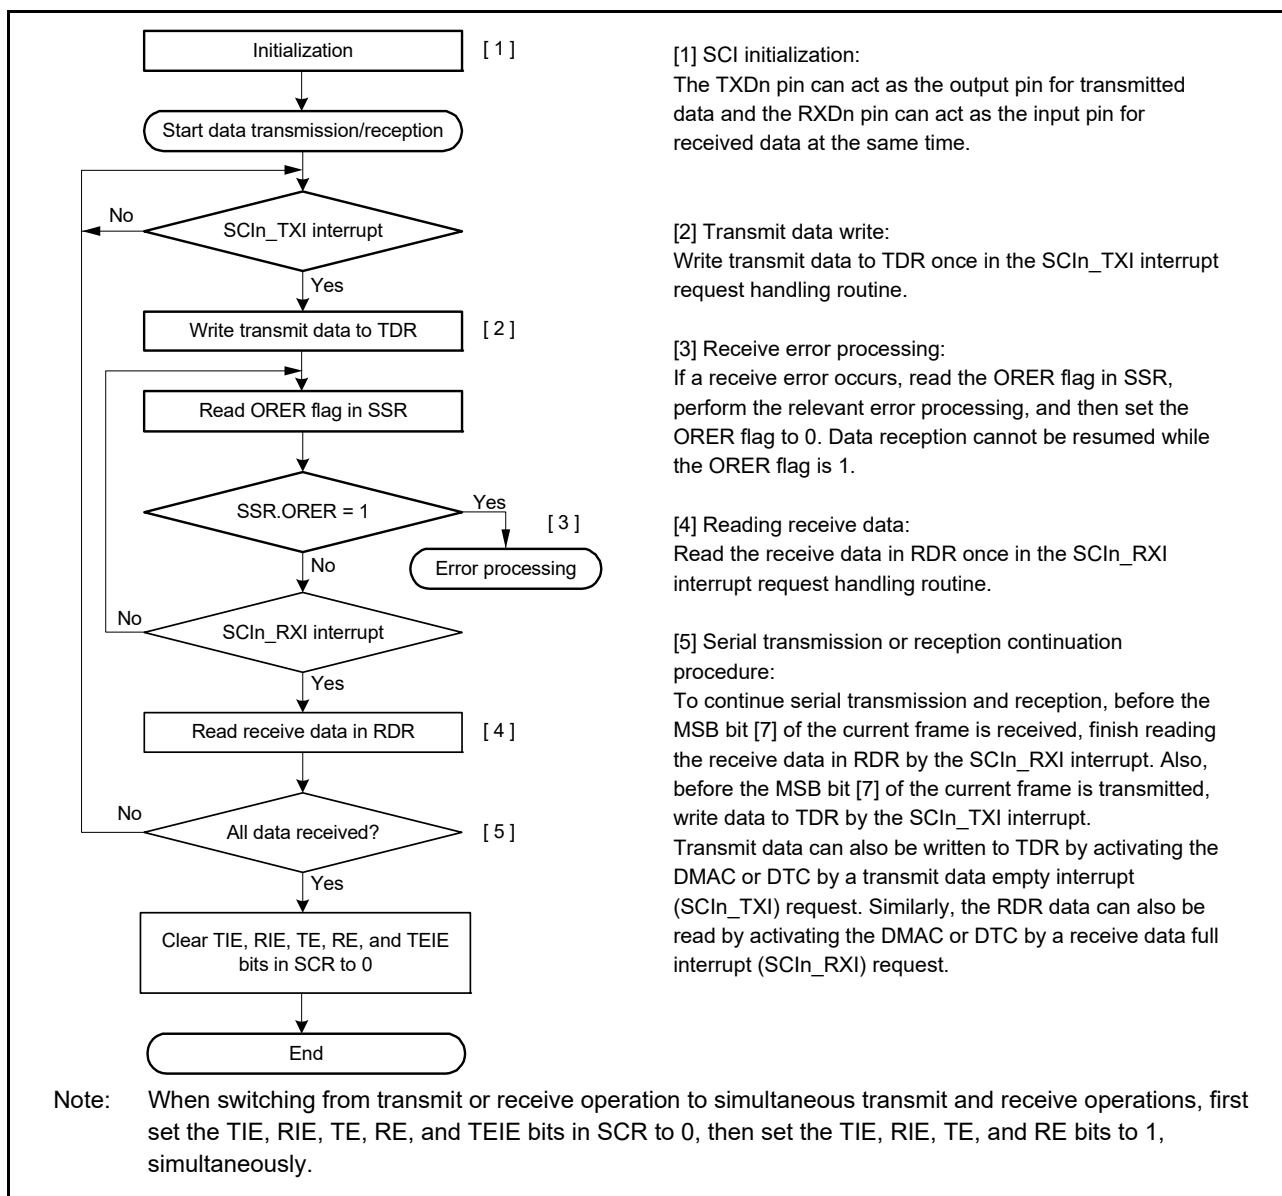 Initialization
[ 1 ]
Start data transmission/reception
No
SCIn_TXI interrupt
Yes
Write transmit data to TDR
[ 2 ]
Read ORER flag in SSR
SSR.ORER = 1
Yes
[ 3 ]
Error processing
No
No
SCIn_RXI interrupt
Yes
Read receive data in RDR
[ 4 ]
No
All data received?
[ 5 ]
Yes
Clear TIE, RIE, TE, RE, and TEIE
bits in SCR to 0
End
[1] SCI initialization:
The TXDn pin can act as the output pin for transmitted
data and the RXDn pin can act as the input pin for
received data at the same time.
[2] Transmit data write:
Write transmit data to TDR once in the SCIn_TXI interrupt
request handling routine.
[3] Receive error processing:
If a receive error occurs, read the ORER flag in SSR,
perform the relevant error processing, and then set the
ORER flag to 0. Data reception cannot be resumed while
the ORER flag is 1.
[4] Reading receive data:
Read the receive data in RDR once in the SCIn_RXI
interrupt request handling routine.
[5] Serial transmission or reception continuation
procedure:
To continue serial transmission and reception, before the
MSB bit [7] of the current frame is received, finish reading
the receive data in RDR by the SCIn_RXI interrupt. Also,
before the MSB bit [7] of the current frame is transmitted,
write data to TDR by the SCIn_TXI interrupt.
Transmit data can also be written to TDR by activating the
DMAC or DTC by a transmit data empty interrupt
(SCIn_TXI) request. Similarly, the RDR data can also be
read by activating the DMAC or DTC by a receive data full
interrupt (SCIn_RXI) request.
Note: When switching from transmit or receive operation to simultaneous transmit and receive operations, first
set the TIE, RIE, TE, RE, and TEIE bits in SCR to 0, then set the TIE, RIE, TE, and RE bits to 1,
simultaneously.